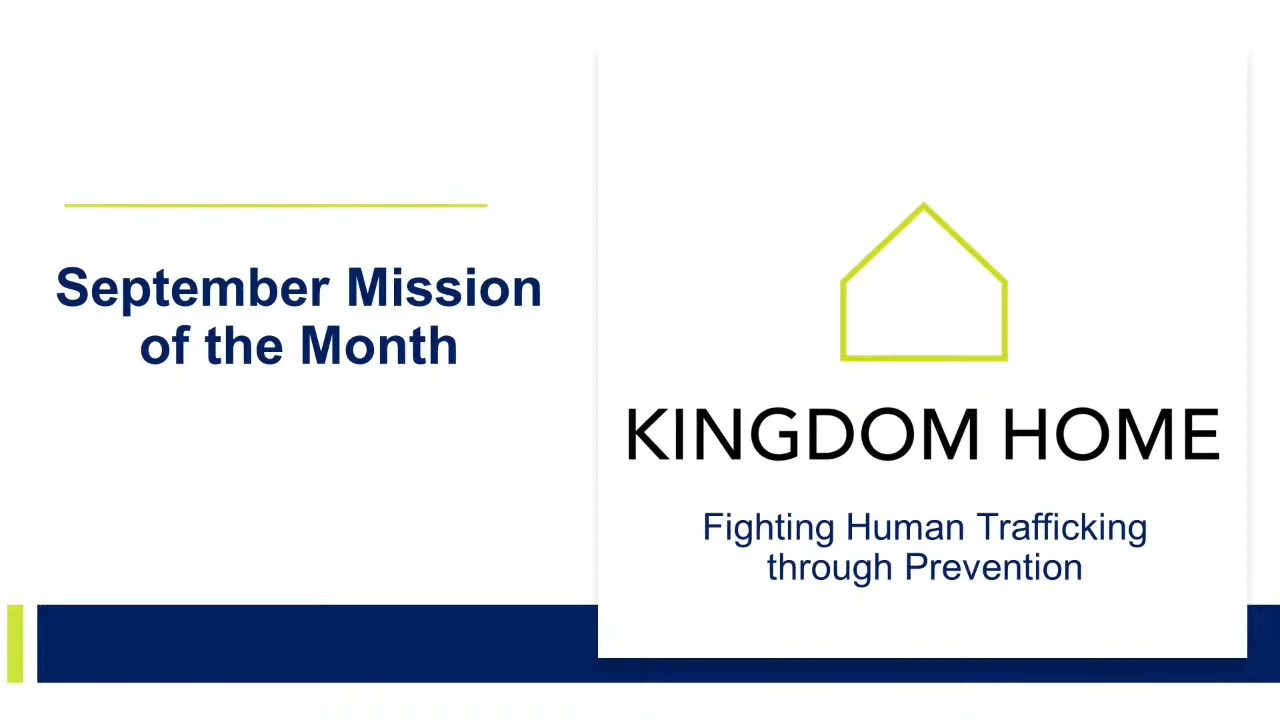 September Mission
of the Month
KINGDOM HOME
Fighting Human Trafficking
through Prevention